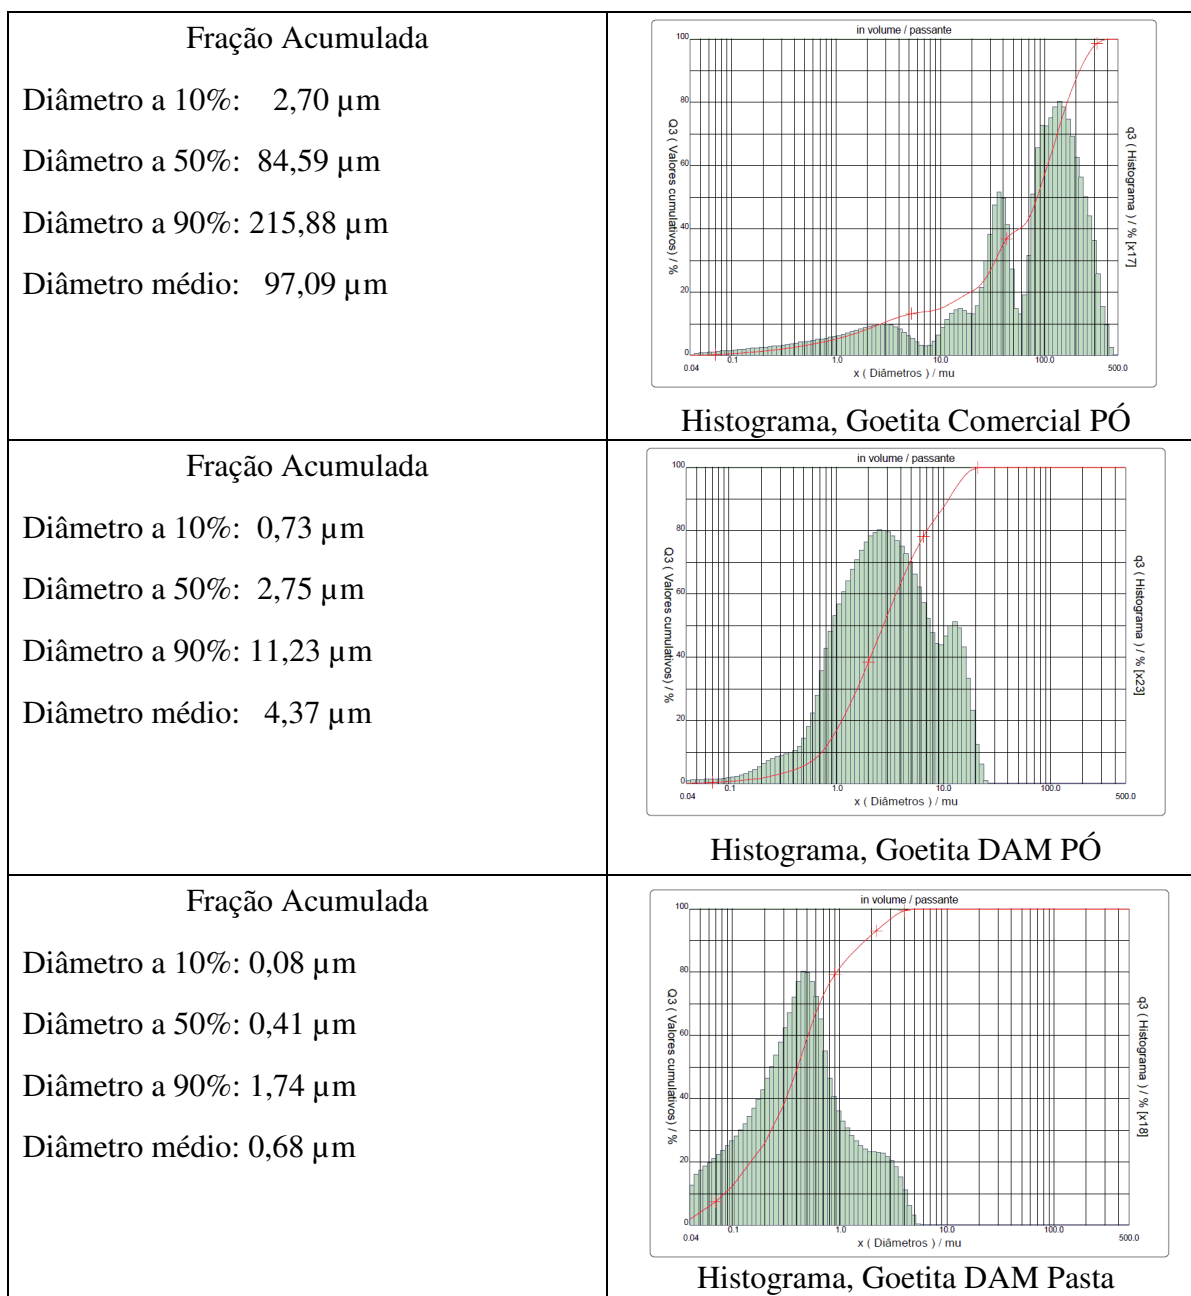 Fração Acumulada
Diâmetro a 10%: 2,70 µm
Diâmetro a 50%: 84,59 µm
Diâmetro a 90%: 215,88 µm
Diâmetro médio: 97,09 µm
in volume / passante
Q3 ( Valores cumulativos) / %
100
80
60
40
20
0
0.04
0.1
1.0
10.0
100.0
500.0
x ( Diâmetros ) / mu
q3 ( Histograma ) / % [x17]
Histograma, Goetita Comercial PÓ
Fração Acumulada
Diâmetro a 10%: 0,73 µm
Diâmetro a 50%: 2,75 µm
Diâmetro a 90%: 11,23 µm
Diâmetro médio: 4,37 µm
in volume / passante
Q3 ( Valores cumulativos) / %
100
80
60
40
20
0
0.04
0.1
1.0
10.0
100.0
500.0
x ( Diâmetros ) / mu
q3 ( Histograma ) / % [x23]
Histograma, Goetita DAM PÓ
Fração Acumulada
Diâmetro a 10%: 0,08 µm
Diâmetro a 50%: 0,41 µm
Diâmetro a 90%: 1,74 µm
Diâmetro médio: 0,68 µm
in volume / passante
Q3 ( Valores cumulativos) / %
100
80
60
40
20
0
0.04
0.1
1.0
10.0
100.0
500.0
x ( Diâmetros ) / mu
q3 ( Histograma ) / % [x18]
Histograma, Goetita DAM Pasta